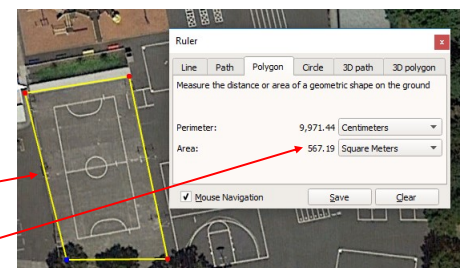 Ruler
x
Line Path Polygon Circle 3D path 3D polygon
Measure the distance or area of a geometric shape on the ground
Perimeter: 9,971.44 Centimeters
Area: 567.19 Square Meters
Mouse Navigation Save Clear